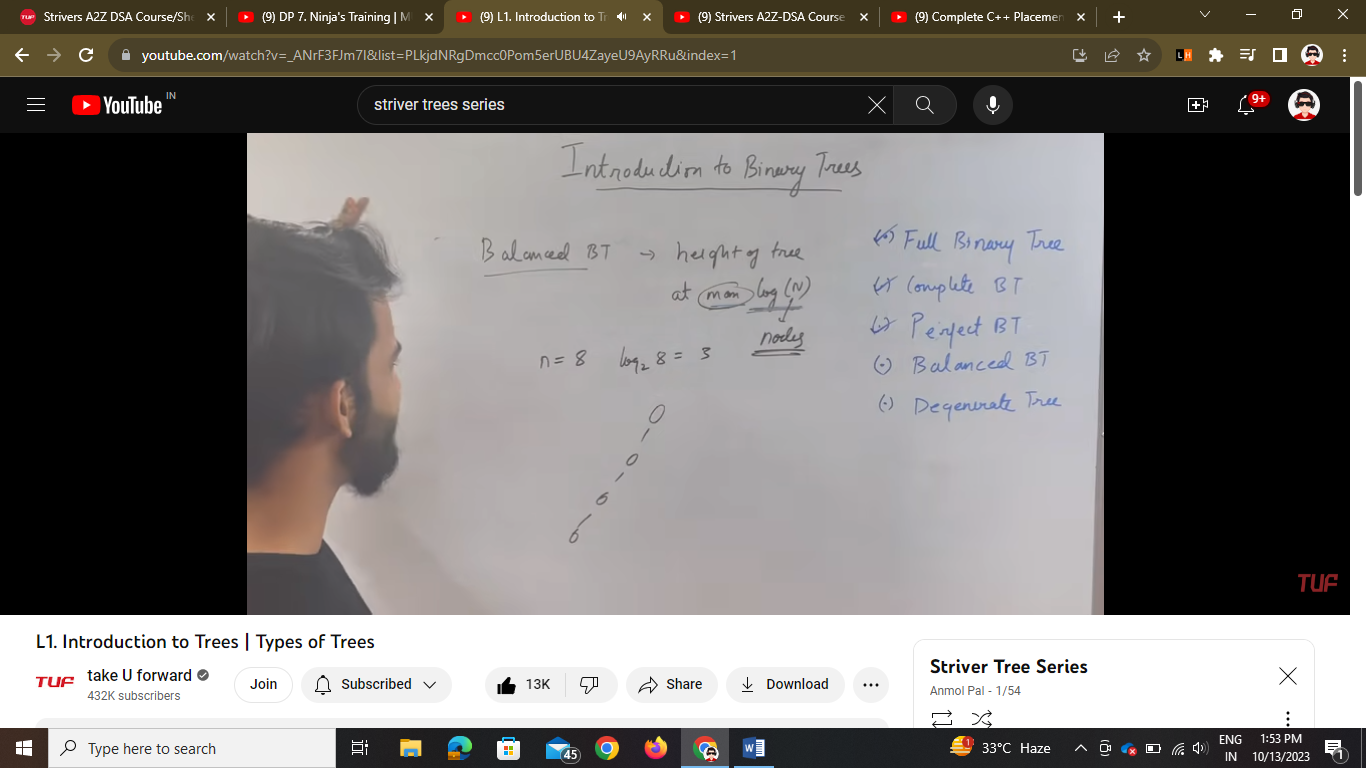 Strivers A2Z DSA Course/She
(9) DP 7. Ninja's Training | M
(9) L1. Introduction to Tr
(9) Strivers A2Z-DSA Course
(9) Complete C++ Placemen
youtube.com/watch?v=_ANrF3FJm7I&list=PLkjdNRgDmcc0Pom5erUBU4ZayeU9AyRRu&index=1
YouTube IN
striver trees series
9+
Introduction to Binary Trees
Balanced BT → height of tree
at max log(N)
nodes
n = 8 log2 8 = 3
(•) Full Binary Tree
(•) Complete BT
(•) Perfect BT
(•) Balanced BT
(•) Degenerate Tree
TUF
L1. Introduction to Trees | Types of Trees
TUF
take U forward
432K subscribers
Join
Subscribed
13K
Share
Download
Striver Tree Series
Anmol Pal - 1/54
Type here to search
45
1
33°C Haze
ENG
IN
1:53 PM
10/13/2023
1